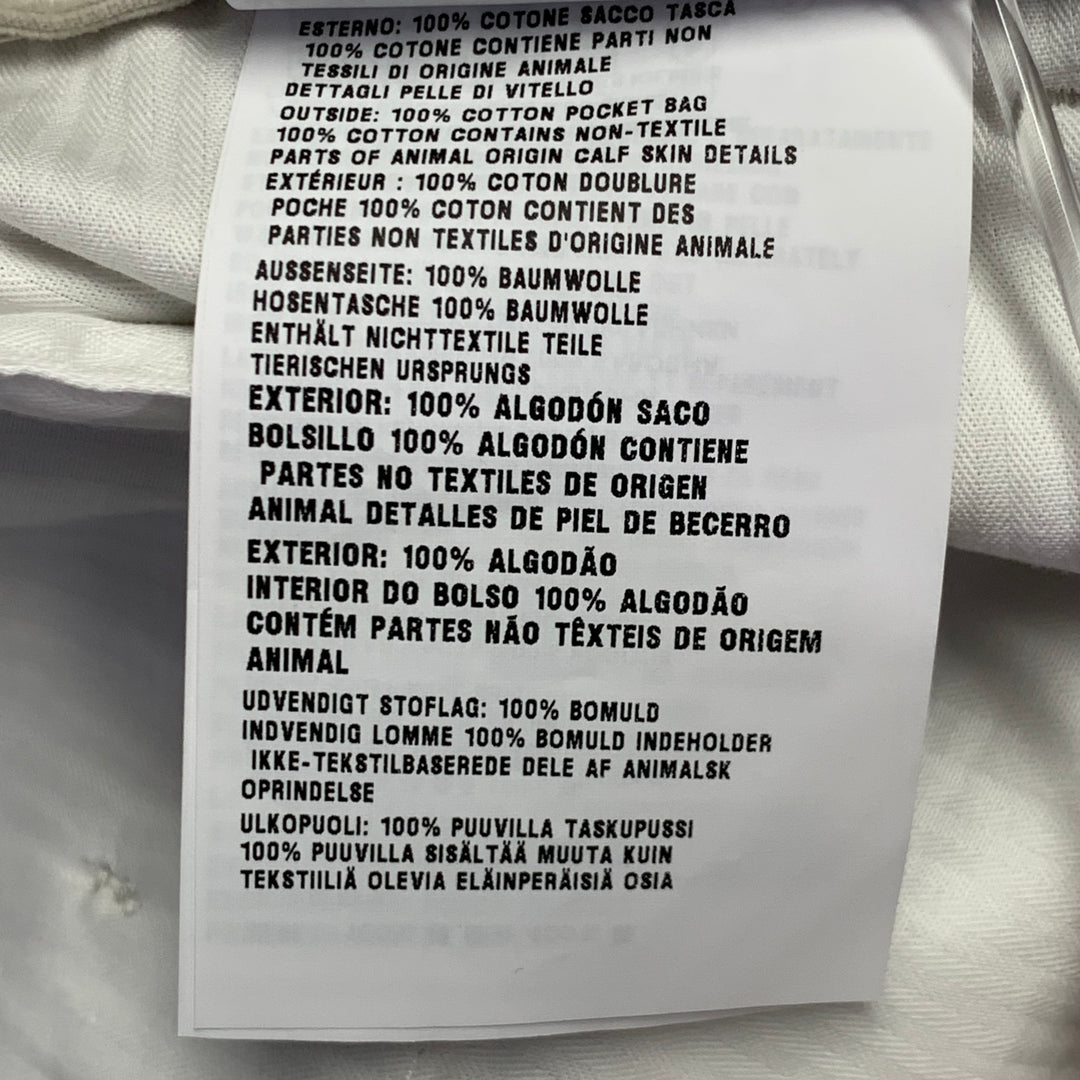 ESTERNO: 100% COTONE SACCO TASCA
100% COTONE CONTIENE PARTI NON
TESSILI DI ORIGINE ANIMALE
DETTAGLI PELLE DI VITELLO
OUTSIDE: 100% COTTON POCKET BAG
100% COTTON CONTAINS NON-TEXTILE
PARTS OF ANIMAL ORIGIN CALF SKIN DETAILS
EXTÉRIEUR : 100% COTON DOUBLURE
POCHE 100% COTON CONTIENT DES
PARTIES NON TEXTILES D'ORIGINE ANIMALE
AUSSENSEITE: 100% BAUMWOLLE
HOSENTASCHE 100% BAUMWOLLE
ENTHÄLT NICHTTEXTILE TEILE
TIERISCHEN URSPRUNGS
EXTERIOR: 100% ALGODÓN SACO
BOLSILLO 100% ALGODÓN CONTIENE
PARTES NO TEXTILES DE ORIGEN
ANIMAL DETALLES DE PIEL DE BECERRO
EXTERIOR: 100% ALGODÃO
INTERIOR DO BOLSO 100% ALGODÃO
CONTÉM PARTES NÃO TÊXTEIS DE ORIGEM
ANIMAL
UDVENDIGT STOFLAG: 100% BOMULD
INDVENDIG LOMME 100% BOMULD INDEHOLDER
IKKE-TEKSTILBASEREDE DELE AF ANIMALSK
OPRINDELSE
ULKOPUOLI: 100% PUUVILLA TASKUPUSSI
100% PUUVILLA SISÄLTÄÄ MUUTA KUIN
TEKSTIILIÄ OLEVIA ELÄINPERÄISIÄ OSIA